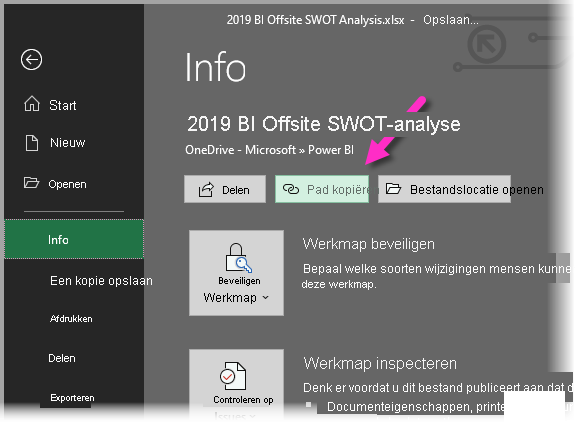 2019 BI Offsite SWOT Analysis.xlsx - Opslaan...
Info
Start
Nieuw
Openen
Info
Een kopie opslaan
Afdrukken
Delen
Exporteren
2019 BI Offsite SWOT-analyse
OneDrive - Microsoft » Power BI
Delen
Pad kopiëren
Bestandslocatie openen
Beveiligen
Werkmap
Werkmap beveiligen
Bepaal welke soorten wijzigingen mensen kunne
deze werkmap.
Controleren op
Issues
Werkmap inspecteren
Denk er voordat u dit bestand publiceert aan dat d
Documenteigenschappen, printe